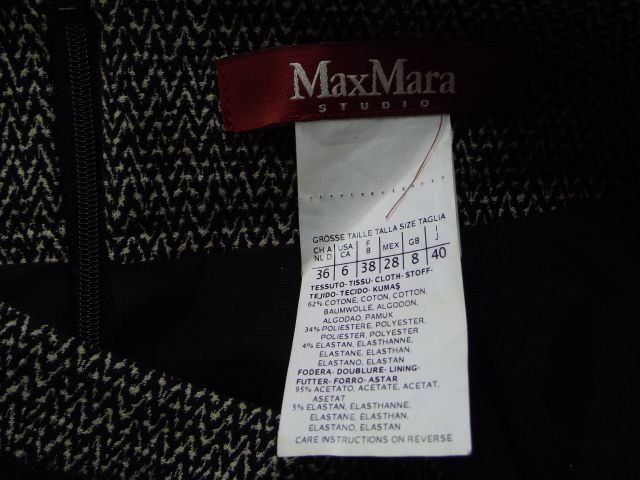 MaxMara
STUDIO
GRÖSSE TAILLE TALLA SIZE TAGLIA
CH A NL D USA CA F B MEX GB I J
36 6 38 28 8 40
TESSUTO-TISSU-CLOTH-STOFF-
TEJIDO-TECIDO-KUMAŞ
62% COTONE, COTON, COTTON,
BAUMWOLLE, ALGODON,
ALGODAO, PAMUK
34% POLIESTERE, POLYESTER,
POLIESTER, POLYESTER
4% ELASTAN, ELASTHANNE,
ELASTANE, ELASTHAN,
ELASTANO, ELASTAN
FODERA-DOUBLURE-LINING-
FUTTER-FORRO-ASTAR
95% ACETATO, ACETATE, ACETAT,
ASETAT
5% ELASTAN, ELASTHANNE,
ELASTANE, ELASTHAN,
ELASTANO, ELASTAN
CARE INSTRUCTIONS ON REVERSE